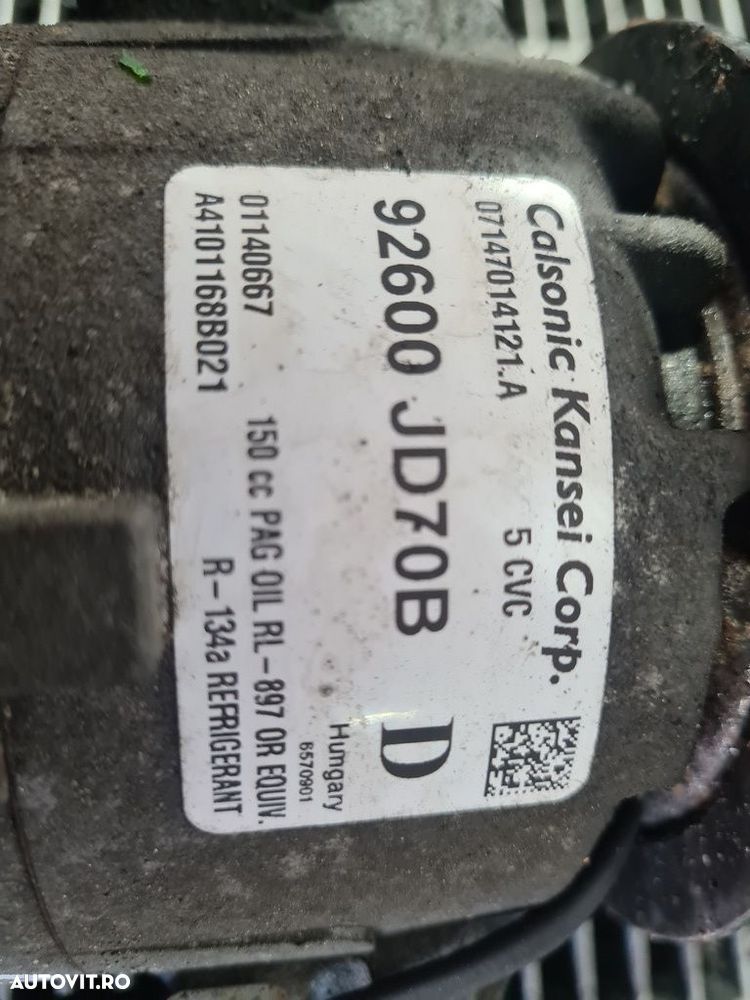 Calsonic Kansei Corp.
07147014121.A 5 CVC
92600 JD70B D
Hungary
6570901
01140667 150 cc PAG OIL RL-897 OR EQUIV.
A4101168B021 R-134a REFRIGERANT
AUTOVIT.RO